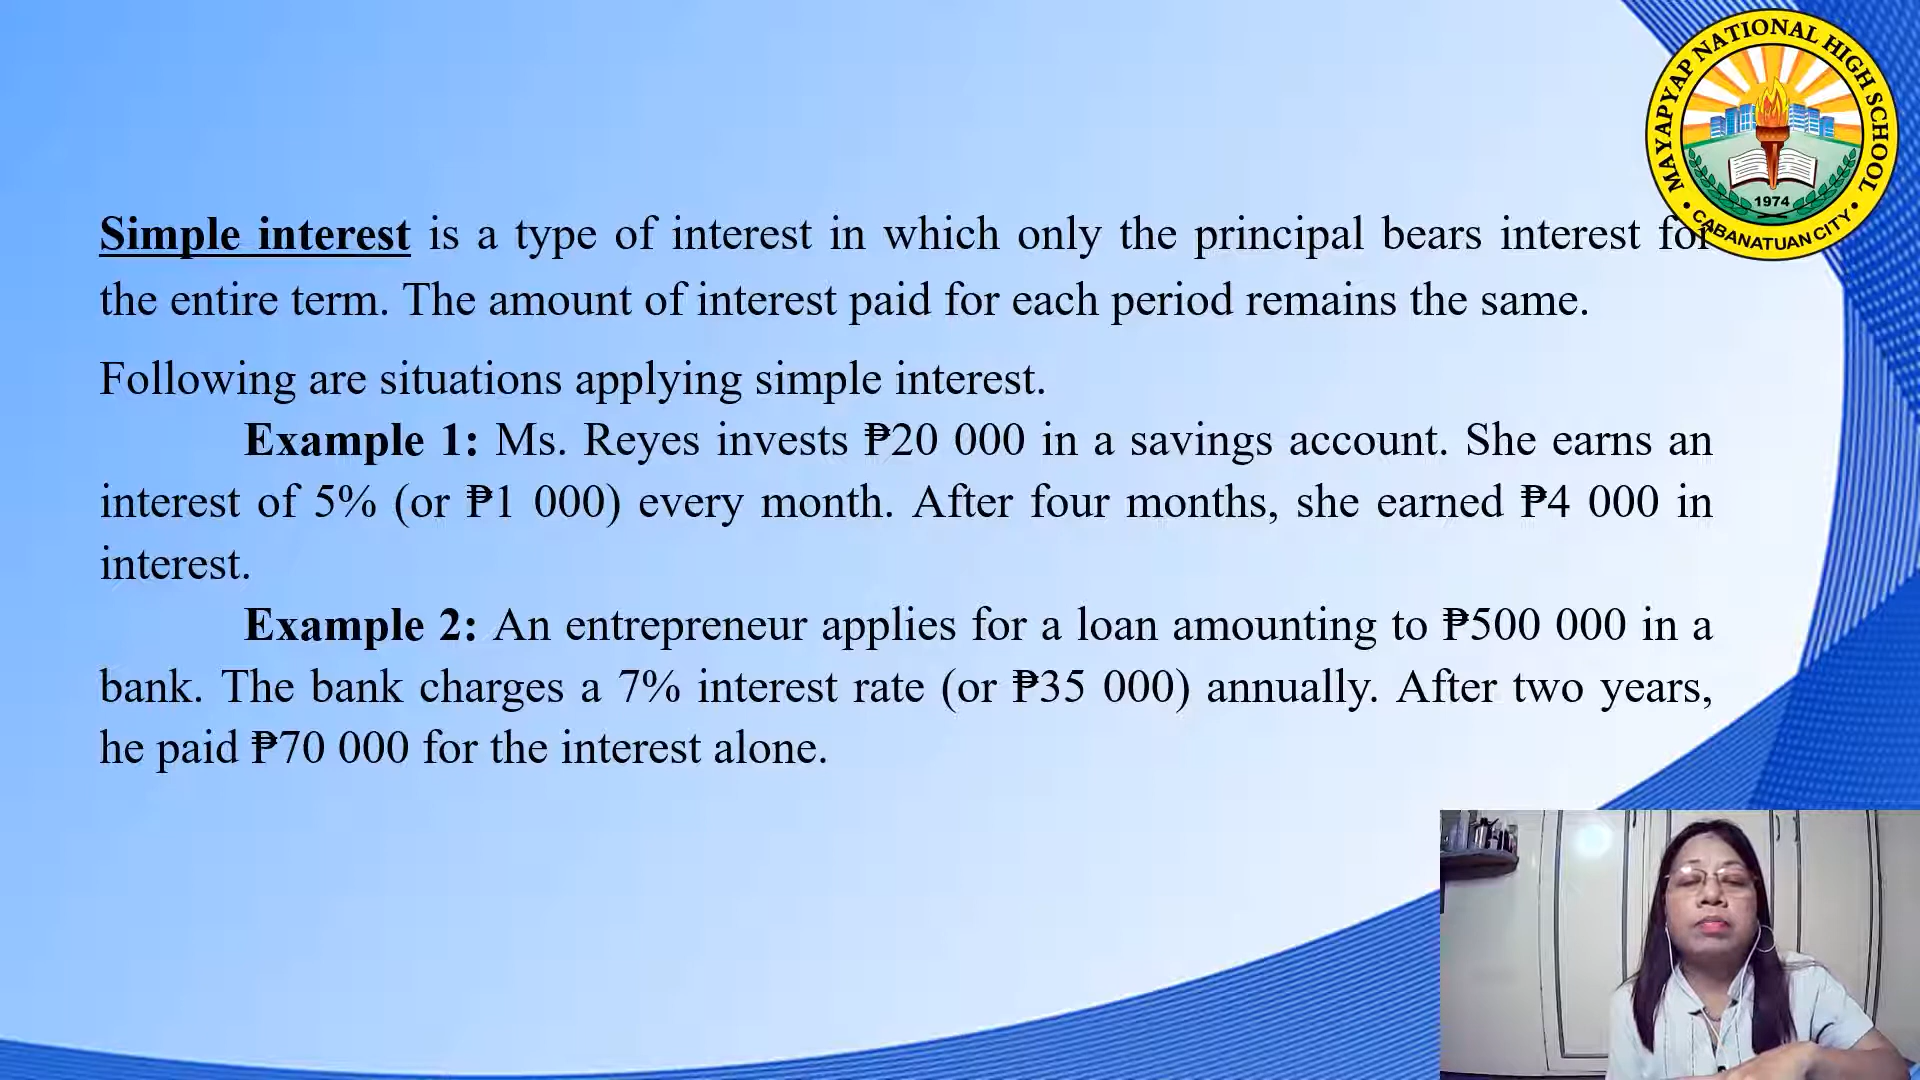 MAYAPYAP NATIONAL HIGH SCHOOL
1974
• CABANATUAN CITY •
Simple interest is a type of interest in which only the principal bears interest for
the entire term. The amount of interest paid for each period remains the same.
Following are situations applying simple interest.
Example 1: Ms. Reyes invests ₱20 000 in a savings account. She earns an
interest of 5% (or ₱1 000) every month. After four months, she earned ₱4 000 in
interest.
Example 2: An entrepreneur applies for a loan amounting to ₱500 000 in a
bank. The bank charges a 7% interest rate (or ₱35 000) annually. After two years,
he paid ₱70 000 for the interest alone.